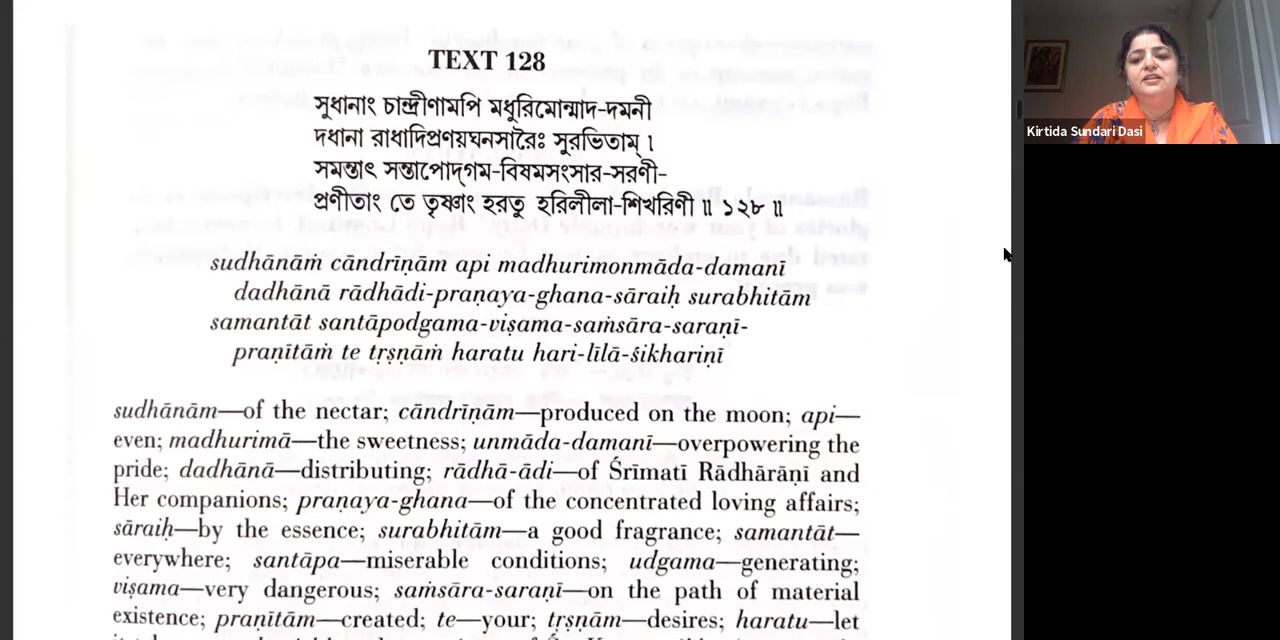 TEXT 128
সুধানাং চান্দ্রীণামপি মধুরিমোন্মাদ-দমনী
দধানা রাধাদিপ্রণয়ঘনসারৈঃ সুরভিতাম্ ।
সমন্তাৎ সন্তাপোদ্গম-বিষমসংসার-সরণী-
প্রণীতাং তে তৃষ্ণাং হরতু হরিলীলা-শিখরিণী ॥ ১২৮ ॥
sudhānāṁ cāndrīṇām api madhurimonmāda-damanī
dadhānā rādhādi-praṇaya-ghana-sāraiḥ surabhitām
samantāt santāpodgama-viṣama-saṁsāra-saraṇī-
praṇītāṁ te tṛṣṇāṁ haratu hari-līlā-śikhariṇī
sudhānām—of the nectar; cāndrīṇām—produced on the moon; api—
even; madhurimā—the sweetness; unmāda-damanī—overpowering the
pride; dadhānā—distributing; rādhā-ādi—of Śrīmatī Rādhārāṇī and
Her companions; praṇaya-ghana—of the concentrated loving affairs;
sāraiḥ—by the essence; surabhitām—a good fragrance; samantāt—
everywhere; santāpa—miserable conditions; udgama—generating;
viṣama—very dangerous; saṁsāra-saraṇī—on the path of material
existence; praṇītām—created; te—your; tṛṣṇām—desires; haratu—let
Kirtida Sundari Dasi